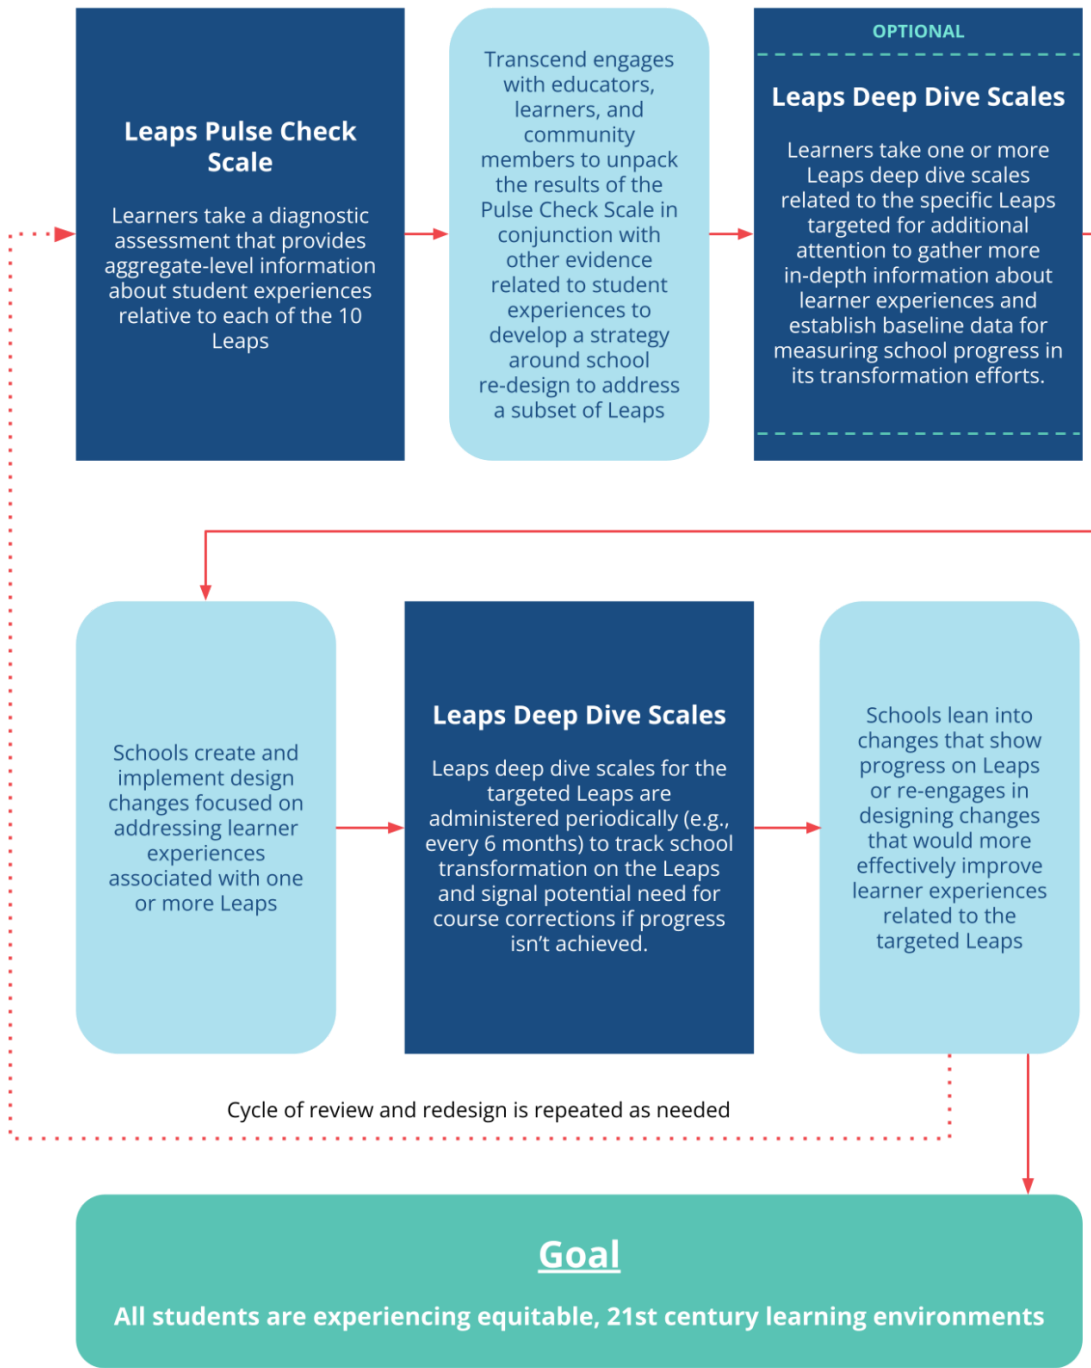 Leaps Pulse Check
Scale
Learners take a diagnostic
assessment that provides
aggregate-level information
about student experiences
relative to each of the 10
Leaps
Transcend engages
with educators,
learners, and
community
members to unpack
the results of the
Pulse Check Scale in
conjunction with
other evidence
related to student
experiences to
develop a strategy
around school
re-design to address
a subset of Leaps
OPTIONAL
Leaps Deep Dive Scales
Learners take one or more
Leaps deep dive scales
related to the specific Leaps
targeted for additional
attention to gather more
in-depth information about
learner experiences and
establish baseline data for
measuring school progress in
its transformation efforts.
Schools create and
implement design
changes focused on
addressing learner
experiences
associated with one
or more Leaps
Leaps Deep Dive Scales
Leaps deep dive scales for the
targeted Leaps are
administered periodically (e.g.,
every 6 months) to track school
transformation on the Leaps
and signal potential need for
course corrections if progress
isn’t achieved.
Schools lean into
changes that show
progress on Leaps
or re-engages in
designing changes
that would more
effectively improve
learner experiences
related to the
targeted Leaps
Cycle of review and redesign is repeated as needed
Goal
All students are experiencing equitable, 21st century learning environments